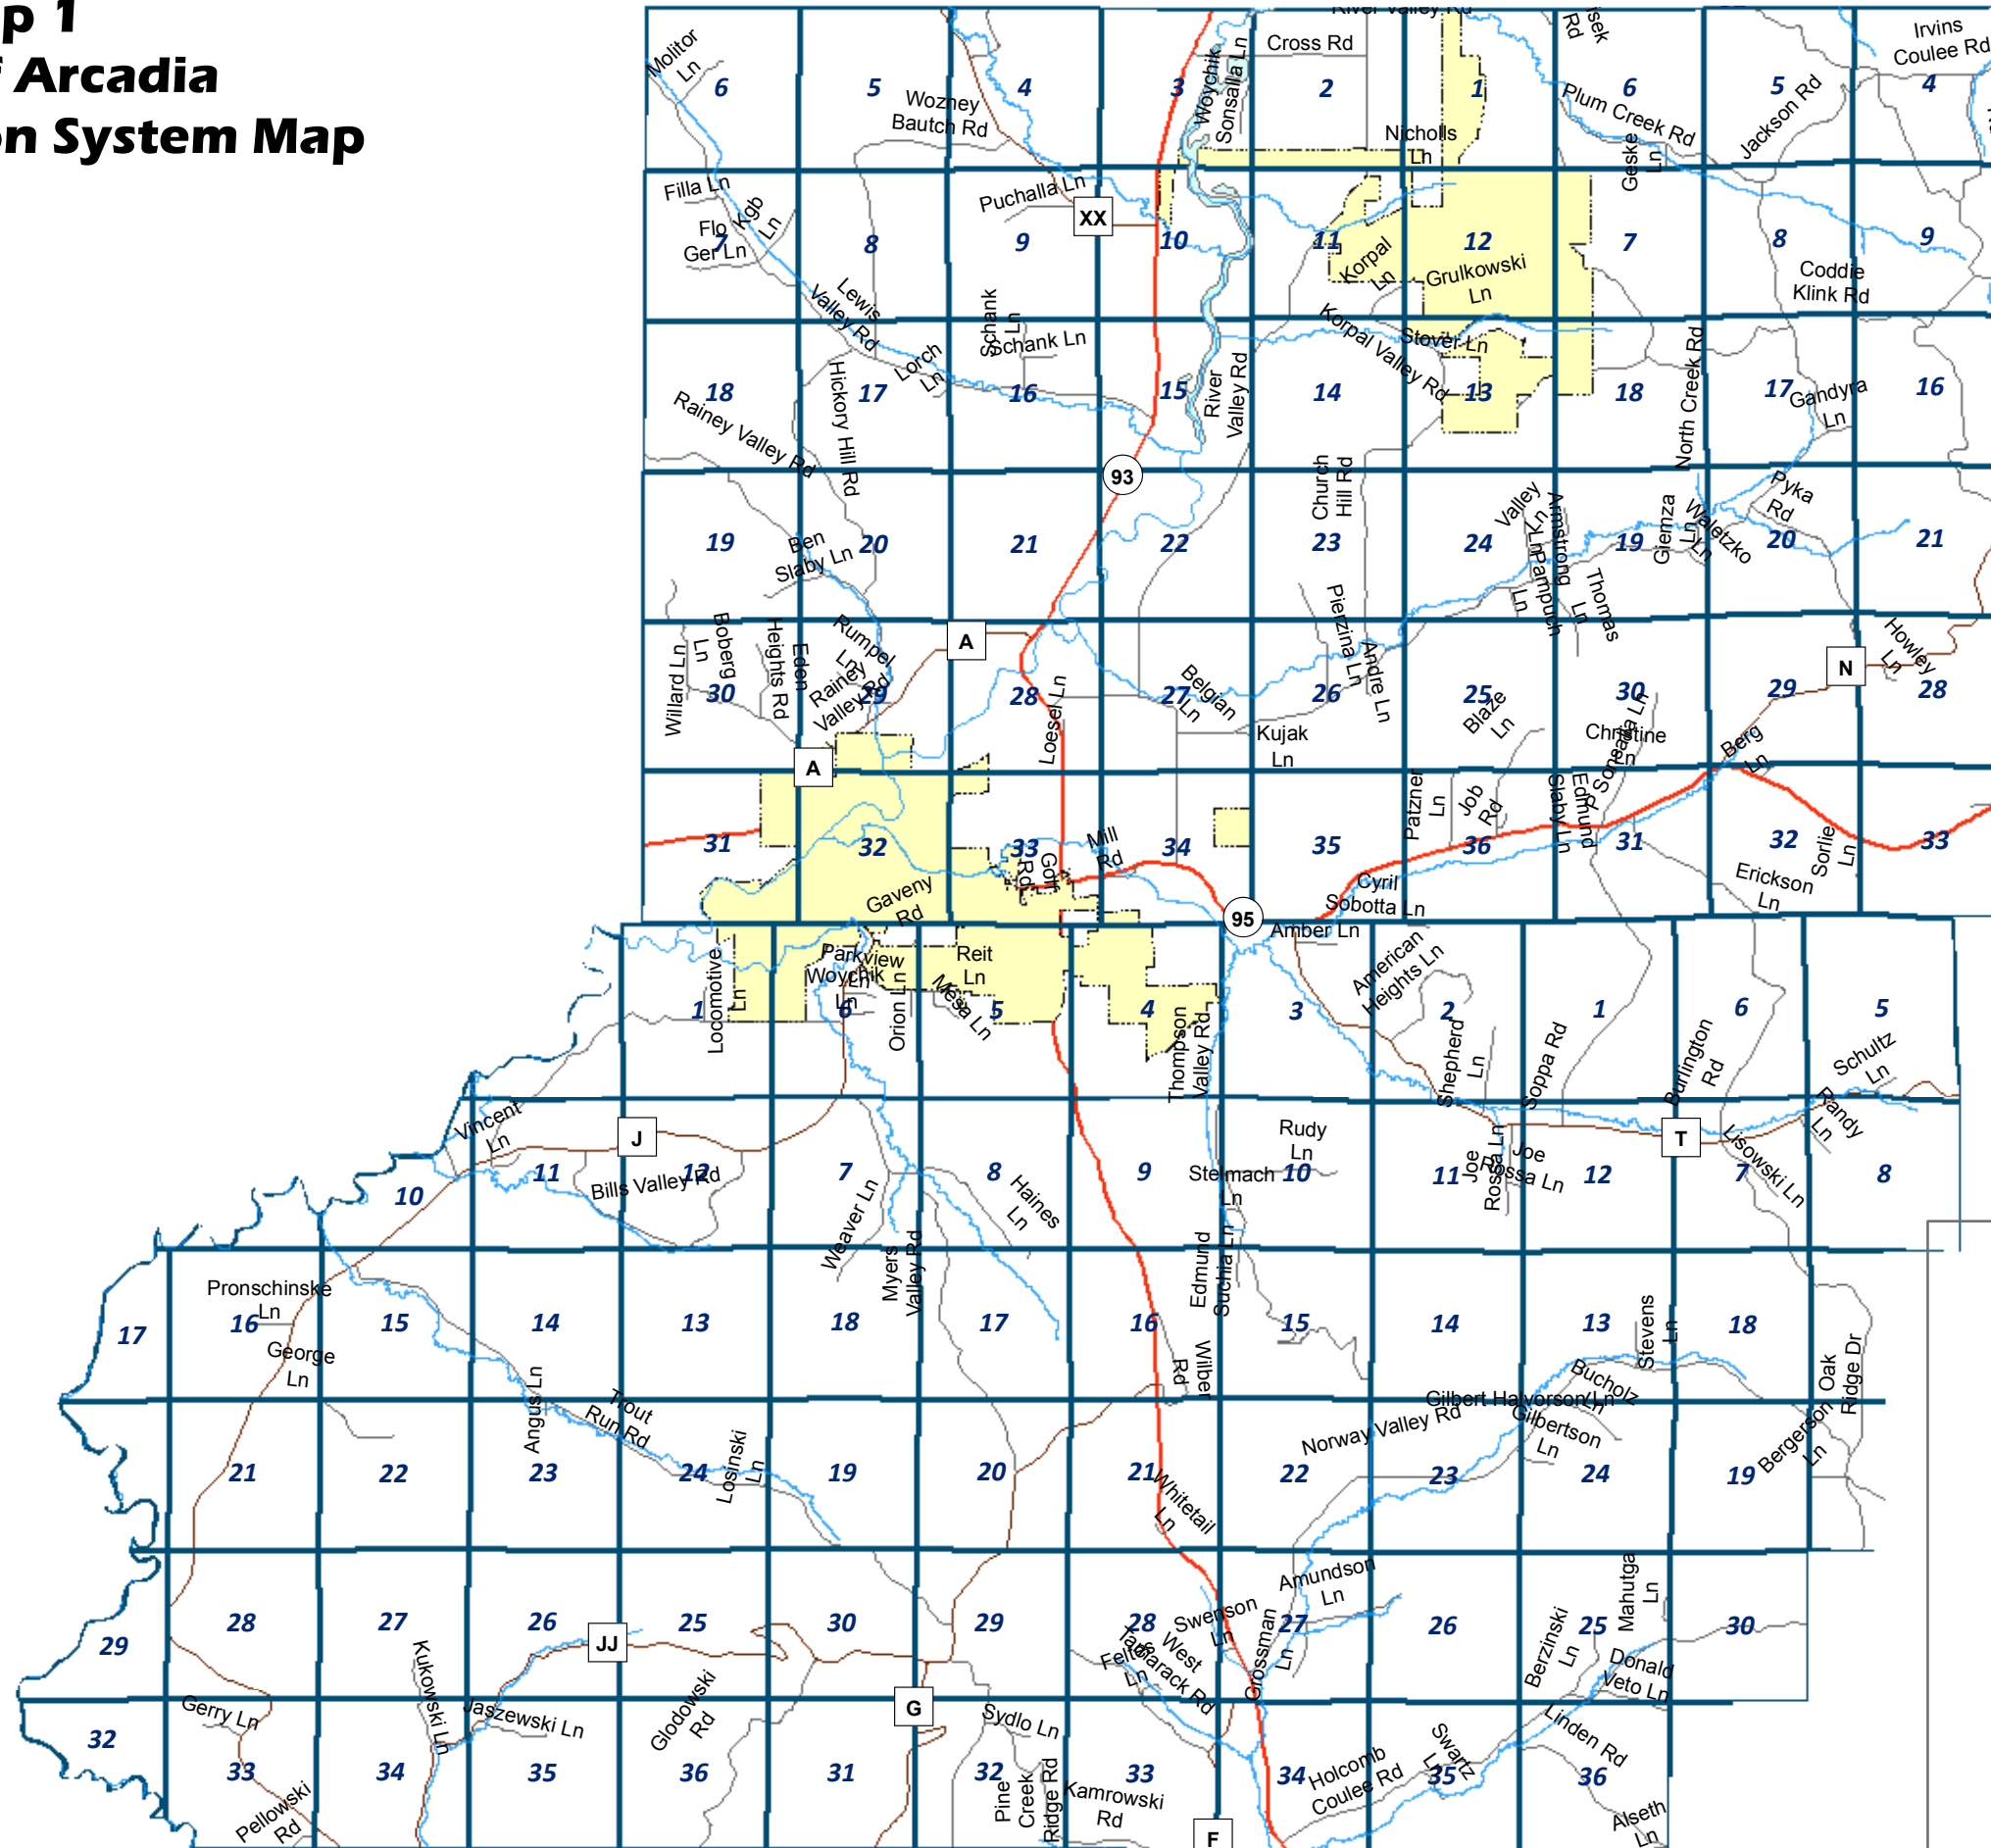 p 1
f Arcadia
on System Map
River Valley Rd
Molitor
Ln
6
5
4
3
2
1
6
5
4
Wozney
Bautch Rd
Woychik
Sonsalla Ln
Cross Rd
Nicholls
Ln
Rd
Plum Creek Rd
Geske
Ln
Jackson Rd
Irvins
Coulee Rd
Filla Ln
Flo
Ger Ln
Kgb
Ln
Puchalla Ln
XX
7
8
9
10
11
12
7
8
9
Korpal
Ln
Grulkowski
Ln
Coddie
Klink Rd
Lewis
Valley Rd
Schank
Ln
Schank Ln
Lorch
Ln
Korpal Valley Rd
Stover Ln
North Creek Rd
18
17
16
15
14
13
18
17
16
Rainey Valley Rd
Hickory Hill Rd
River
Valley Rd
Gandyra
Ln
93
Church
Hill Rd
Valley
Ln
Armstrong
Ln
Pampuch
Ln
Thomas
Ln
Giemza
Ln
Waletzko
Ln
Pyka
Rd
19
20
21
22
23
24
19
20
21
Ben
Slaby Ln
Boberg
Ln
Willard Ln
Eden
Heights Rd
Rumpel
Ln
Rainey
Valley Rd
A
Pierzina Ln
Andre Ln
Howley
Ln
N
30
29
28
27
26
25
30
29
28
Loesel Ln
Belgian
Ln
Kujak
Ln
Blaze
Ln
Christine
Ln
P Sonsalla Ln
Berg
Ln
A
Patzner
Ln
Job
Rd
Edmund
Slaby Ln
Sorlie
Ln
31
32
33
34
35
36
31
32
33
Gaveny
Rd
Gorr
Rd
Mill
Rd
Cyril
Sobotta Ln
Erickson
Ln
95
Amber Ln
American
Heights Ln
Locomotive
Ln
Parkview
Ln
Woychik
Ln
Orion Ln
Reit
Ln
Mesa Ln
Thompson
Valley Rd
1
6
5
4
3
2
1
6
5
Shepherd
Ln
Soppa Rd
Burlington
Rd
Schultz
Ln
Vincent
Ln
J
T
Randy
Ln
Rudy
Ln
Stelmach
Ln
Joe
Rossa Ln
Joe
Rossa Ln
Lisowski Ln
10
11
12
7
8
9
10
11
12
7
8
Bills Valley Rd
Weaver Ln
Myers
Valley Rd
Haines
Ln
Edmund
Suchla Ln
Pronschinske
Ln
George
Ln
17
16
15
14
13
18
17
16
15
14
13
18
Wilber
Rd
Stevens
Ln
Oak
Ridge Dr
Angus Ln
Trout
Run Rd
Losinski
Ln
Gilbert Halvorson Ln
Bucholz
Ln
Norway Valley Rd
Gilbertson
Ln
Bergerson
Ln
21
22
23
24
19
20
21
22
23
24
19
Whitetail
Ln
Amundson
Ln
Mahutga
Ln
29
28
27
26
25
30
29
28
27
26
25
30
JJ
Swenson
Ln
West
Tamarack Rd
Feltes
Ln
Grossman
Ln
Berzinski
Ln
Donald
Veto Ln
Gerry Ln
Kukowski Ln
Jaszewski Ln
Glodowski
Rd
G
Sydlo Ln
Linden Rd
Swartz
Ln
32
33
34
35
36
31
32
33
34
35
36
Pellowski
Rd
Pine
Creek
Ridge Rd
Kamrowski
Rd
Holcomb
Coulee Rd
Alseth
Ln
F